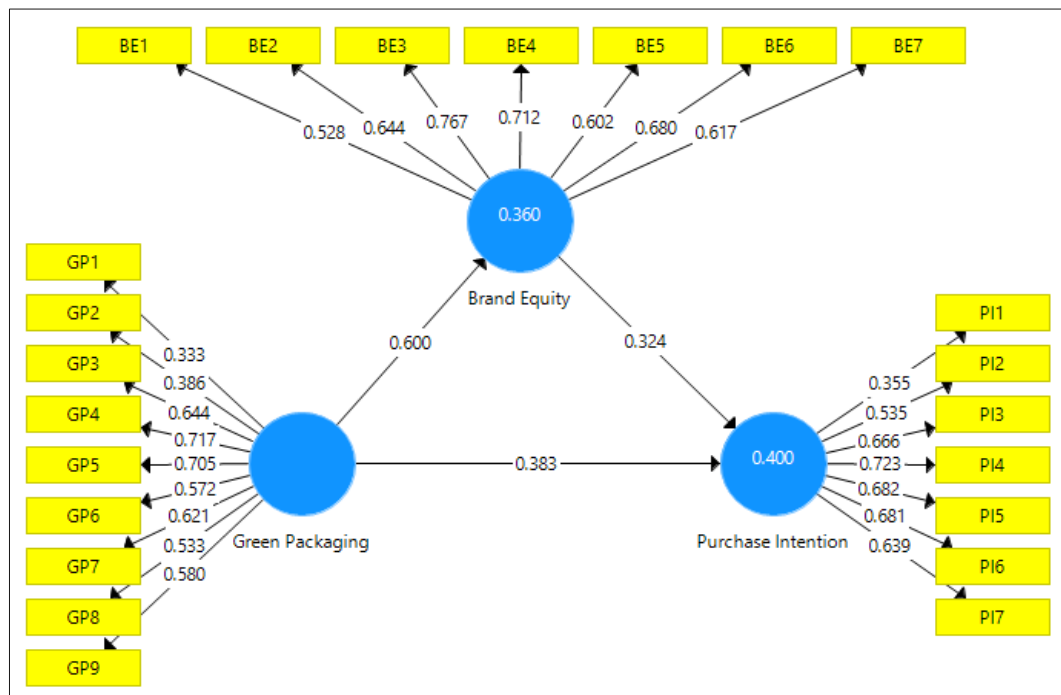 BE1 BE2 BE3 BE4 BE5 BE6 BE7
0.528 0.644 0.767 0.712 0.602 0.680 0.617
0.360
Brand Equity
GP1
GP2
GP3
GP4
GP5
GP6
GP7
GP8
GP9
0.333
0.386
0.644
0.717
0.705
0.572
0.621
0.533
0.580
Green Packaging
0.600
0.324
0.383
0.400
Purchase Intention
0.355
0.535
0.666
0.723
0.682
0.681
0.639
PI1
PI2
PI3
PI4
PI5
PI6
PI7